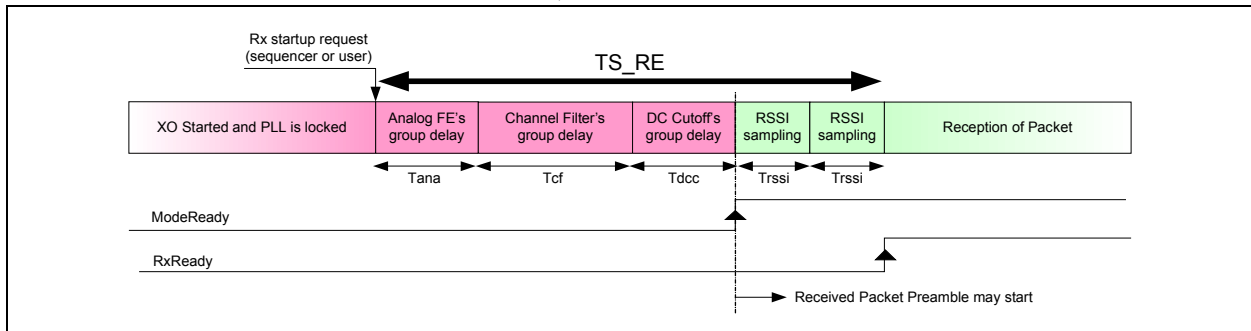 Rx startup request
(sequencer or user)
TS_RE
XO Started and PLL is locked
Analog FE's
group delay
Channel Filter's
group delay
DC Cutoff's
group delay
RSSI
sampling
RSSI
sampling
Reception of Packet
Tana
Tcf
Tdcc
Trssi
Trssi
ModeReady
RxReady
Received Packet Preamble may start